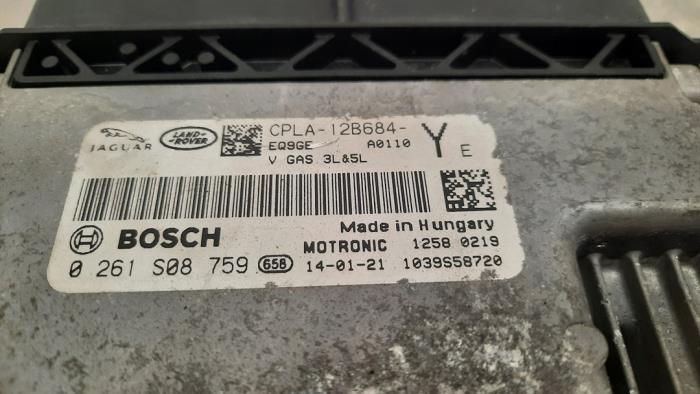 JAGUAR LAND-ROVER CPLA-12B684- Y E
EQ9GE A0110
V GAS 3L&5L
Made in Hungary
BOSCH MOTRONIC 1258 0219
0 261 S08 759 658 14-01-21 1039S58720